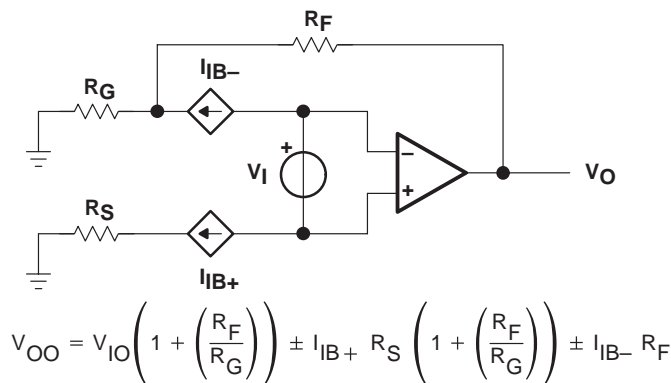 RF
IIB–
RG
+
VI
–
+
VO
RS
IIB+
VOO = VIO(1 + (RF/RG)) ± IIB+ RS (1 + (RF/RG)) ± IIB– RF